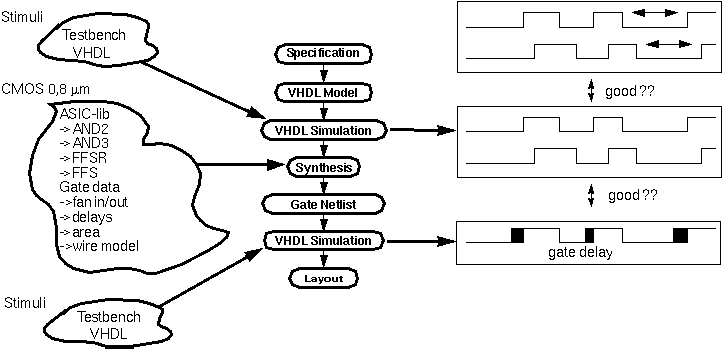 Stimuli
Testbench
VHDL
CMOS 0,8 µm
ASIC-lib
-> AND2
-> AND3
-> FFSR
-> FFS
Gate data
->fan in/out
-> delays
-> area
->wire model
Stimuli
Testbench
VHDL
Specification
VHDL Model
VHDL Simulation
Synthesis
Gate Netlist
VHDL Simulation
Layout
good??
good??
gate delay